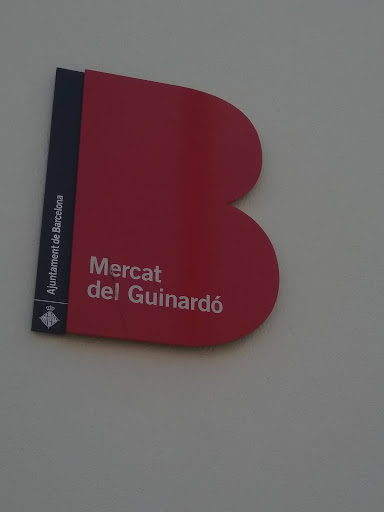 Ajuntament de Barcelona
Mercat
del Guinardó